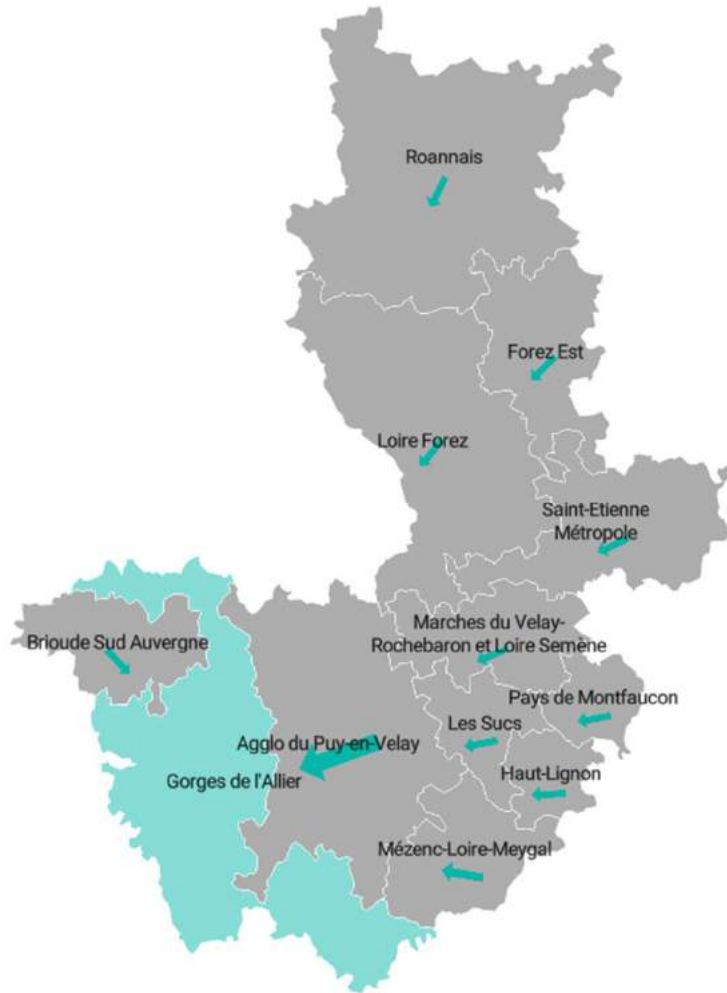 Roannais
Forez Est
Loire Forez
Saint-Etienne
Métropole
Marches du Velay-
Rochebaron et Loire Semène
Brioude Sud Auvergne
Pays de Montfaucon
Les Sucs
Agglo du Puy-en-Velay
Haut-Lignon
Gorges de l'Allier
Mézenc-Loire-Meygal